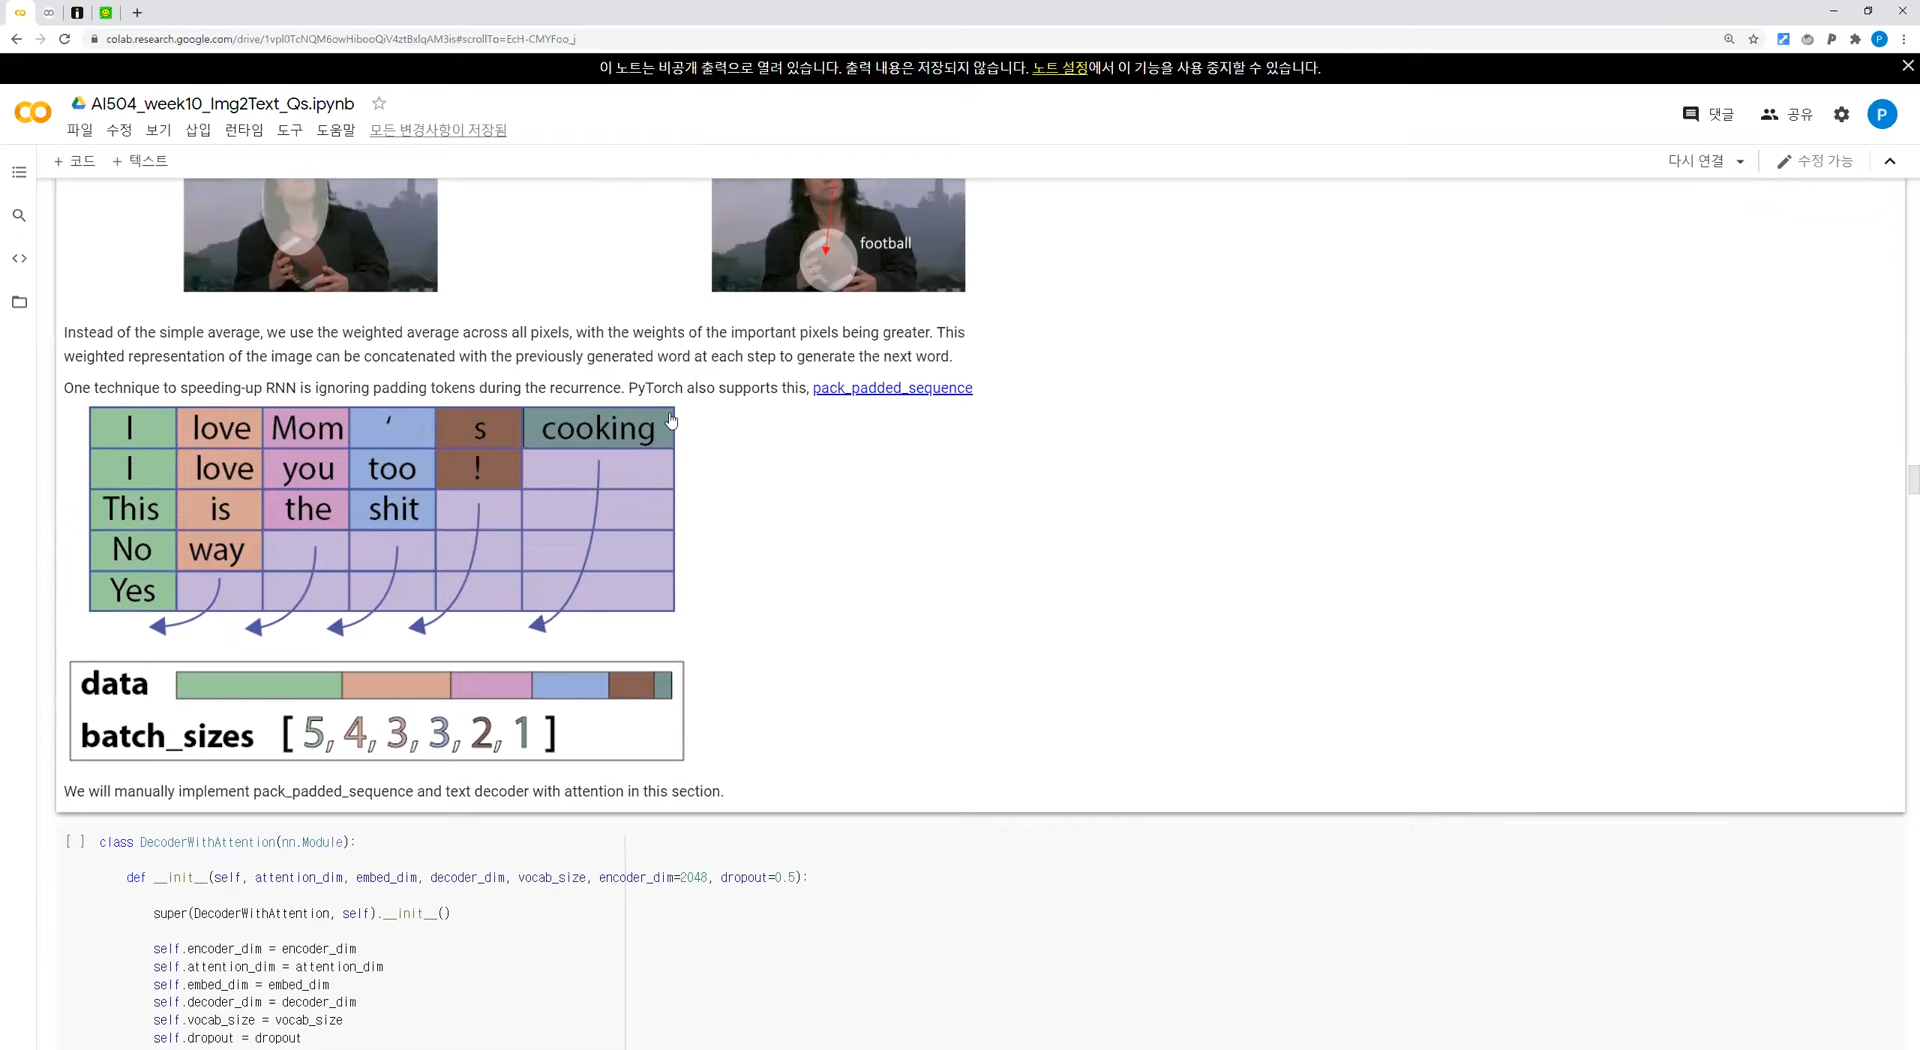 colab.research.google.com/drive/1vpl0TcNQM6owHibooQiV4ztBxlqAM3is#scrollTo=EcH-CMYFoo_j
이 노트는 비공개 출력으로 열려 있습니다. 출력 내용은 저장되지 않습니다. 노트 설정에서 이 기능을 사용 중지할 수 있습니다.
AI504_week10_Img2Text_Qs.ipynb
파일 수정 보기 삽입 런타임 도구 도움말 모든 변경사항이 저장됨
댓글 공유 P
+ 코드 + 텍스트
다시 연결 수정 가능
football
Instead of the simple average, we use the weighted average across all pixels, with the weights of the important pixels being greater. This
weighted representation of the image can be concatenated with the previously generated word at each step to generate the next word.
One technique to speeding-up RNN is ignoring padding tokens during the recurrence. PyTorch also supports this, pack_padded_sequence
I love Mom ‘ s cooking
I love you too !
This is the shit
No way
Yes
data
batch_sizes [ 5, 4, 3, 3, 2, 1 ]
We will manually implement pack_padded_sequence and text decoder with attention in this section.
[ ] class DecoderWithAttention(nn.Module):
def __init__(self, attention_dim, embed_dim, decoder_dim, vocab_size, encoder_dim=2048, dropout=0.5):
super(DecoderWithAttention, self).__init__()
self.encoder_dim = encoder_dim
self.attention_dim = attention_dim
self.embed_dim = embed_dim
self.decoder_dim = decoder_dim
self.vocab_size = vocab_size
self.dropout = dropout